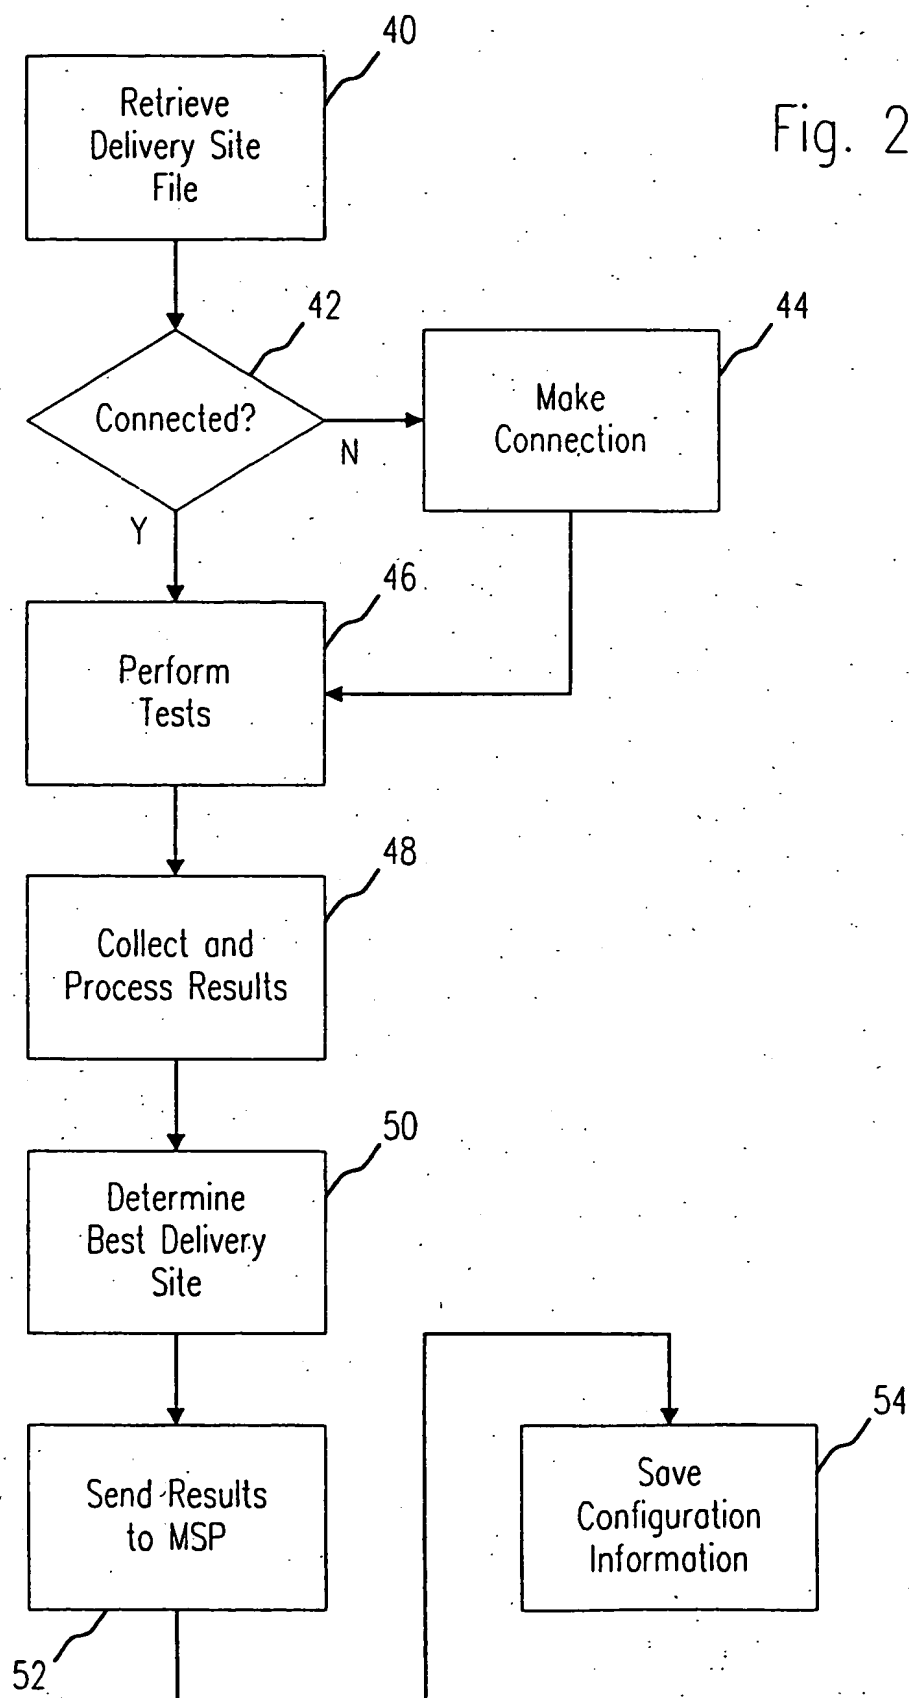 40
Retrieve
Delivery Site
File
Fig. 2
42
Connected?
N
Y
44
Make
Connection
46
Perform
Tests
48
Collect and
Process Results
50
Determine
Best Delivery
Site
Send Results
to MSP
52
54
Save
Configuration
Information